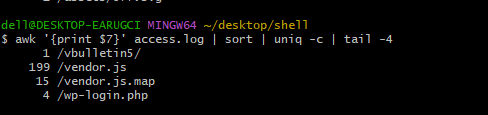 dell@DESKTOP-EARUGCI MINGW64 ~/desktop/shell
$ awk '{print $7}' access.log | sort | uniq -c | tail -4
1 /vbulletin5/
199 /vendor.js
15 /vendor.js.map
4 /wp-login.php